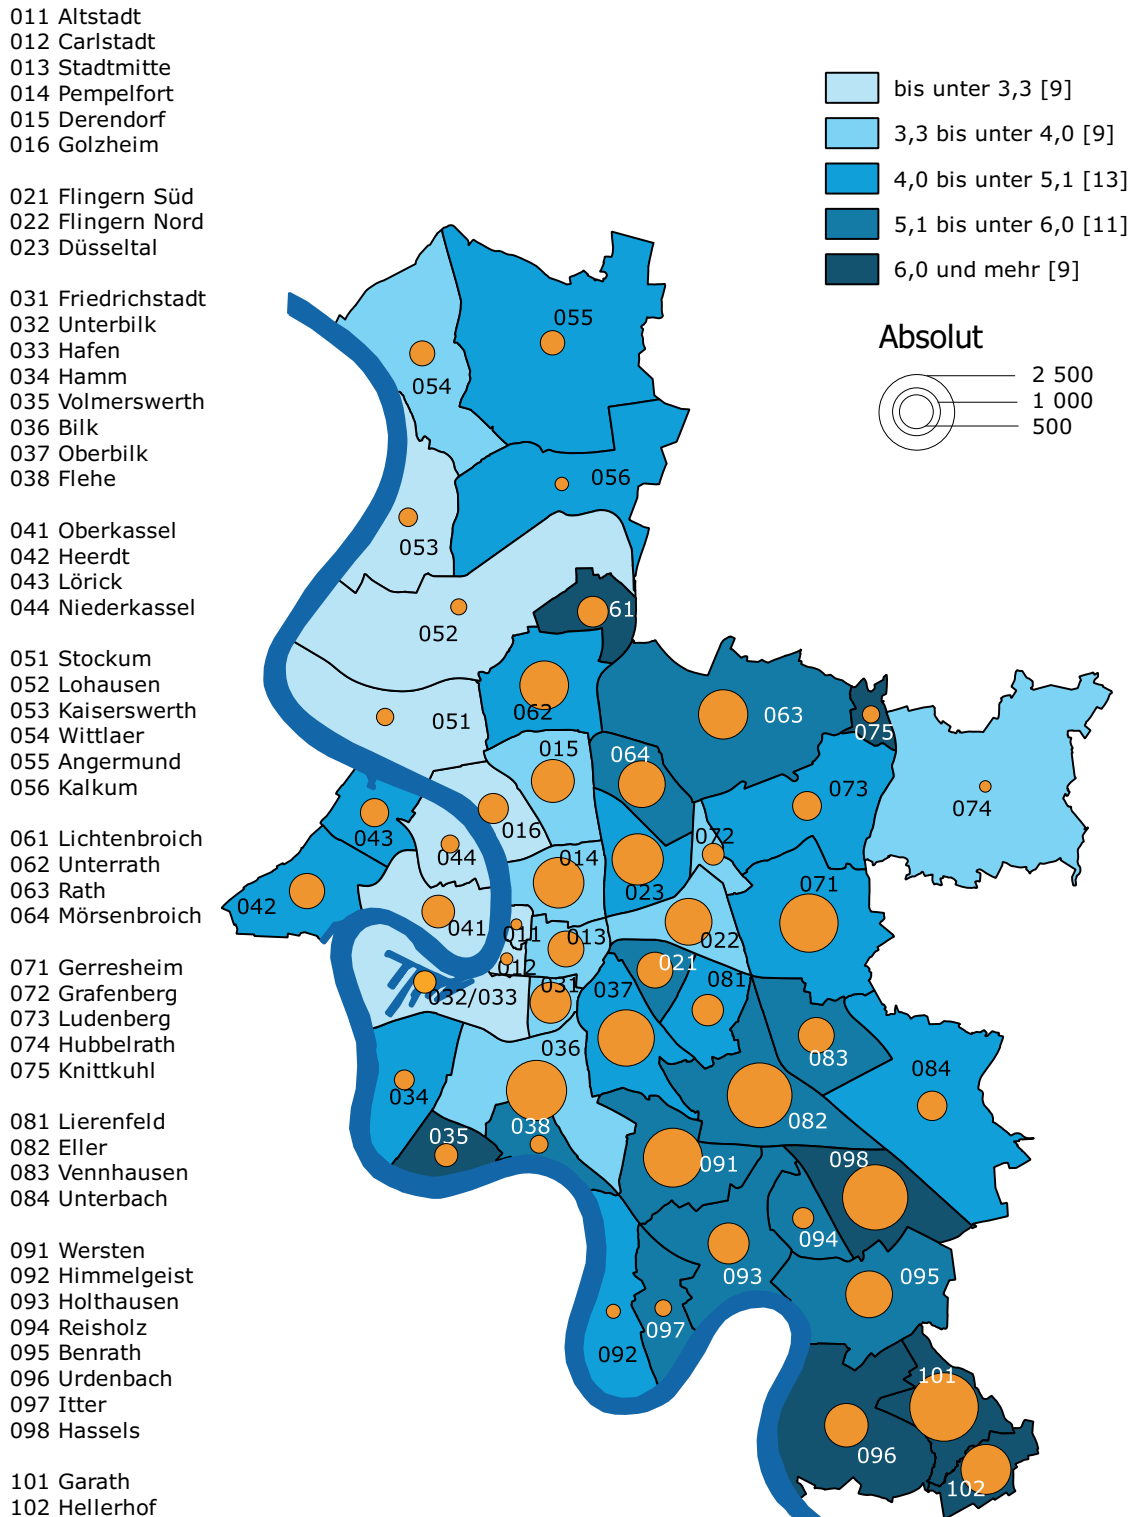 011 Altstadt
012 Carlstadt
013 Stadtmitte
014 Pempelfort
015 Derendorf
016 Golzheim
021 Flingern Süd
022 Flingern Nord
023 Düsseltal
031 Friedrichstadt
032 Unterbilk
033 Hafen
034 Hamm
035 Volmerswerth
036 Bilk
037 Oberbilk
038 Flehe
041 Oberkassel
042 Heerdt
043 Lörick
044 Niederkassel
051 Stockum
052 Lohausen
053 Kaiserswerth
054 Wittlaer
055 Angermund
056 Kalkum
061 Lichtenbroich
062 Unterrath
063 Rath
064 Mörsenbroich
071 Gerresheim
072 Grafenberg
073 Ludenberg
074 Hubbelrath
075 Knittkuhl
081 Lierenfeld
082 Eller
083 Vennhausen
084 Unterbach
091 Wersten
092 Himmelgeist
093 Holthausen
094 Reisholz
095 Benrath
096 Urdenbach
097 Itter
098 Hassels
101 Garath
102 Hellerhof
bis unter 3,3 [9]
3,3 bis unter 4,0 [9]
4,0 bis unter 5,1 [13]
5,1 bis unter 6,0 [11]
6,0 und mehr [9]
Absolut
2 500
1 000
500
055
054
056
053
61
052
051
062
063
075
015
064
073
074
016
043
044
072
014
023
071
042
041
011
013
022
012
021
031
037
081
032/033
036
083
084
034
082
038
035
091
098
094
093
095
097
092
101
096
102